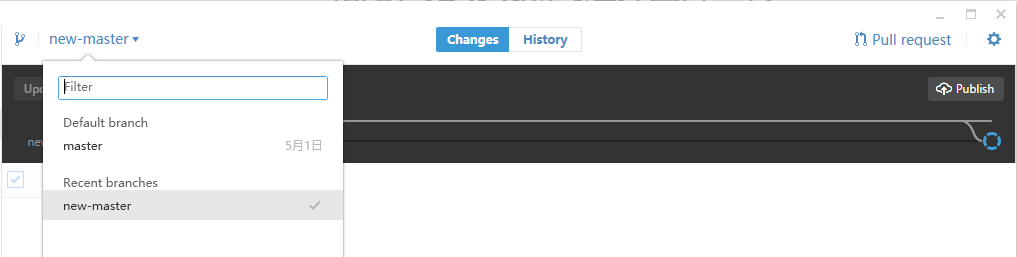 new-master
Changes
History
Pull request
Filter
Publish
Default branch
master
5月1日
Recent branches
new-master